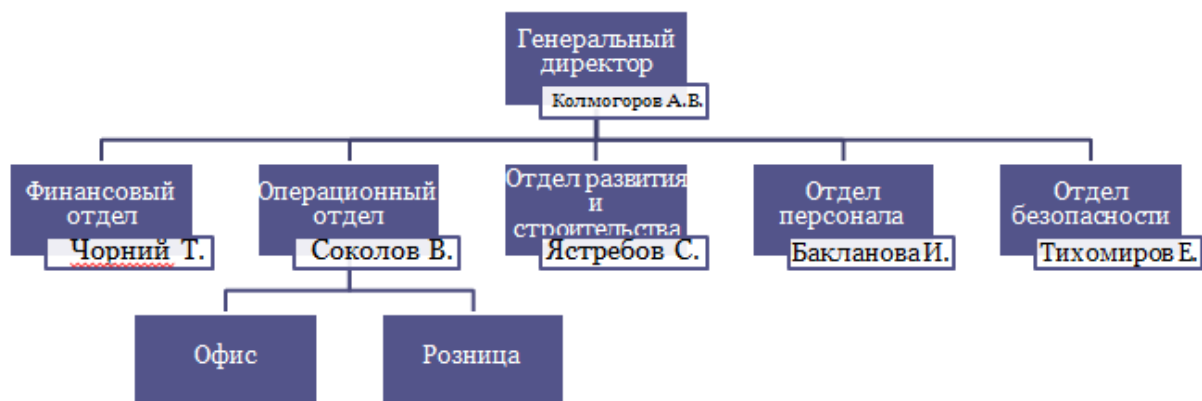 Генеральный
директор
Колмогоров А.В.
Финансовый
отдел
Чорний Т.
Операционный
отдел
Соколов В.
Отдел развития
и
строительства
Ястребов С.
Отдел
персонала
Бакланова И.
Отдел
безопасности
Тихомиров Е.
Офис
Розница